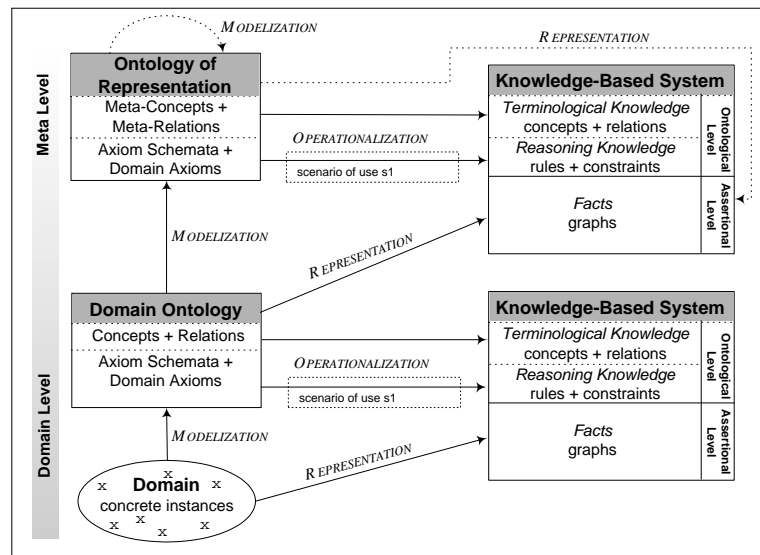 MODELIZATION
REPRESENTATION
Ontology of
Representation
Meta-Concepts +
Meta-Relations
Axiom Schemata +
Domain Axioms
OPERATIONALIZATION
scenario of use s1
Knowledge-Based System
Terminological Knowledge
concepts + relations
Reasoning Knowledge
rules + constraints
Facts
graphs
Ontological
Level
Assertional
Level
Meta Level
MODELIZATION
REPRESENTATION
Domain Ontology
Concepts + Relations
Axiom Schemata +
Domain Axioms
OPERATIONALIZATION
scenario of use s1
Knowledge-Based System
Terminological Knowledge
concepts + relations
Reasoning Knowledge
rules + constraints
Facts
graphs
Ontological
Level
Assertional
Level
Domain Level
MODELIZATION
REPRESENTATION
x
Domain
x x
concrete instances
x x x
x